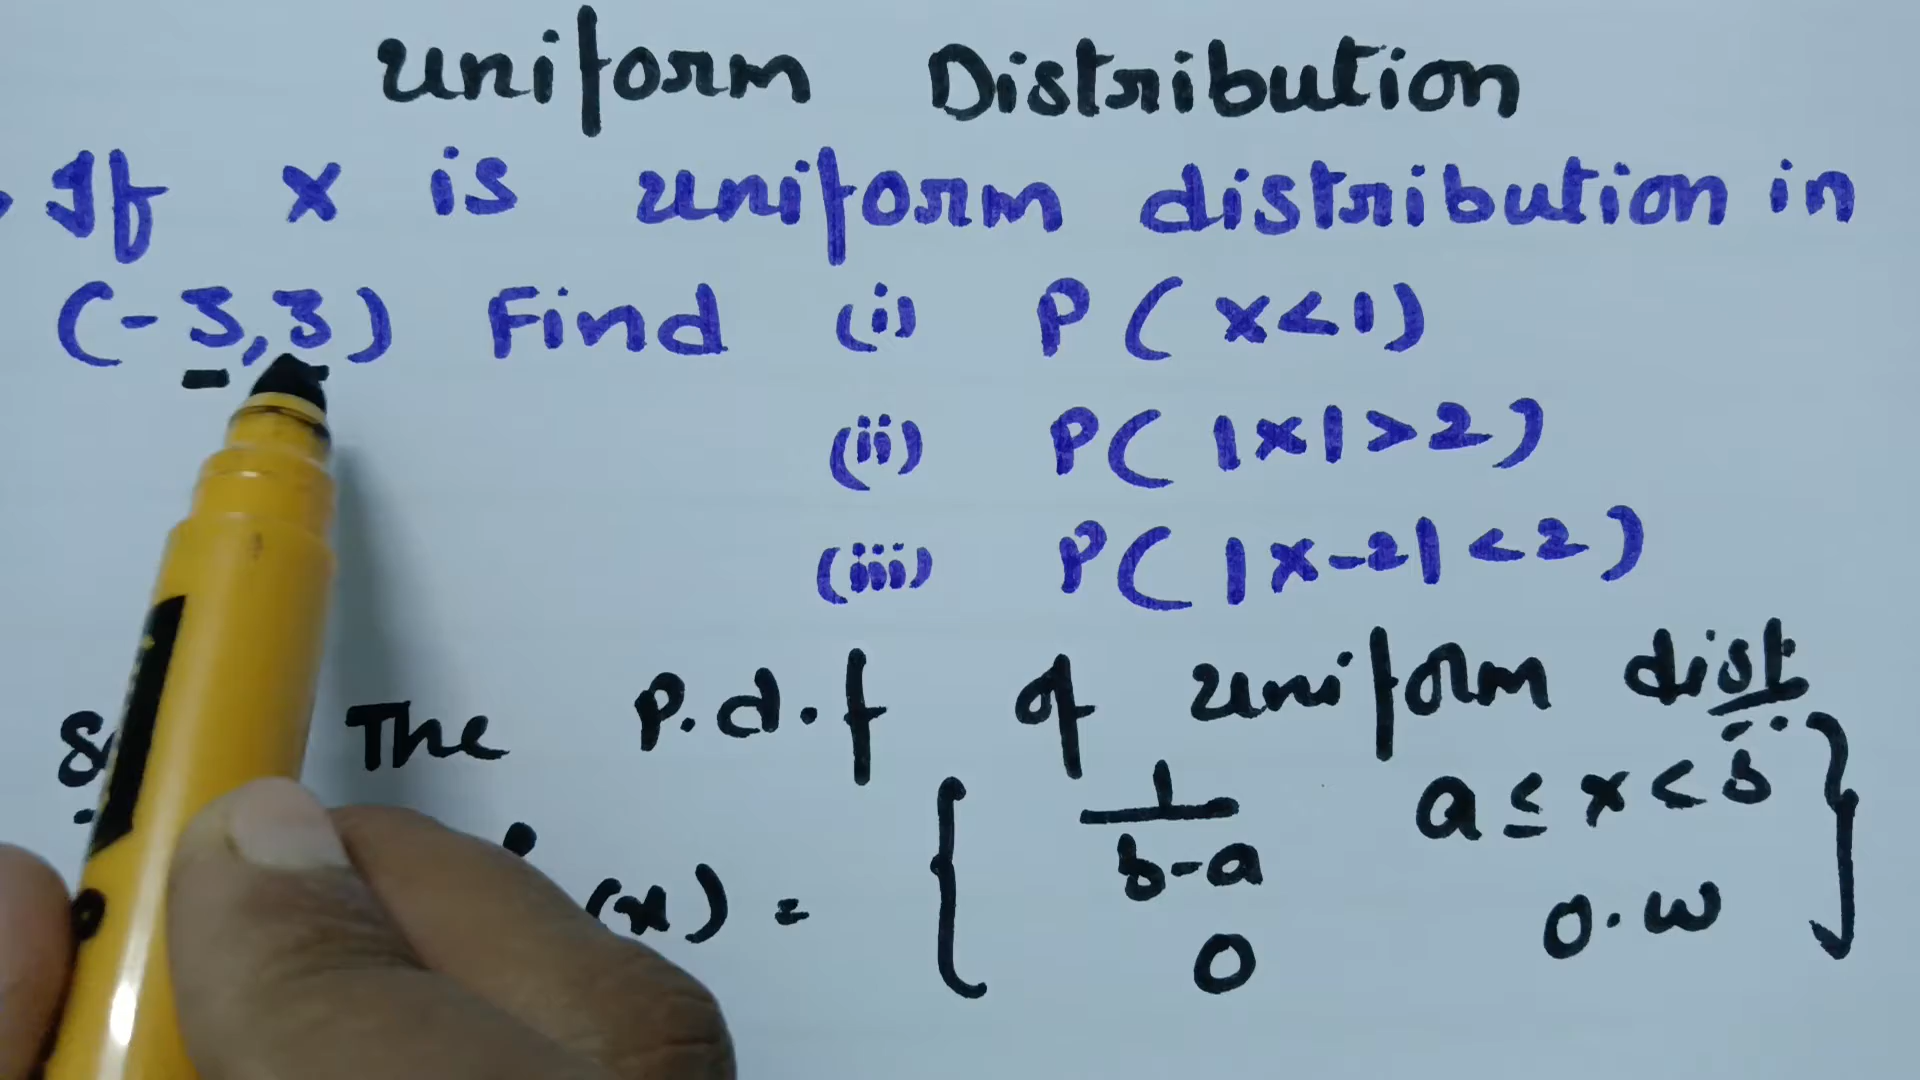 uniform Distribution
If x is uniform distribution in
(-3,3) Find (i) P(x<1)
(ii) P(|x|>2)
(iii) P(|x-2|<2)
The P.d.f of uniform dist
(x) = { 1/b-a a ≤ x < b }
0 0.w